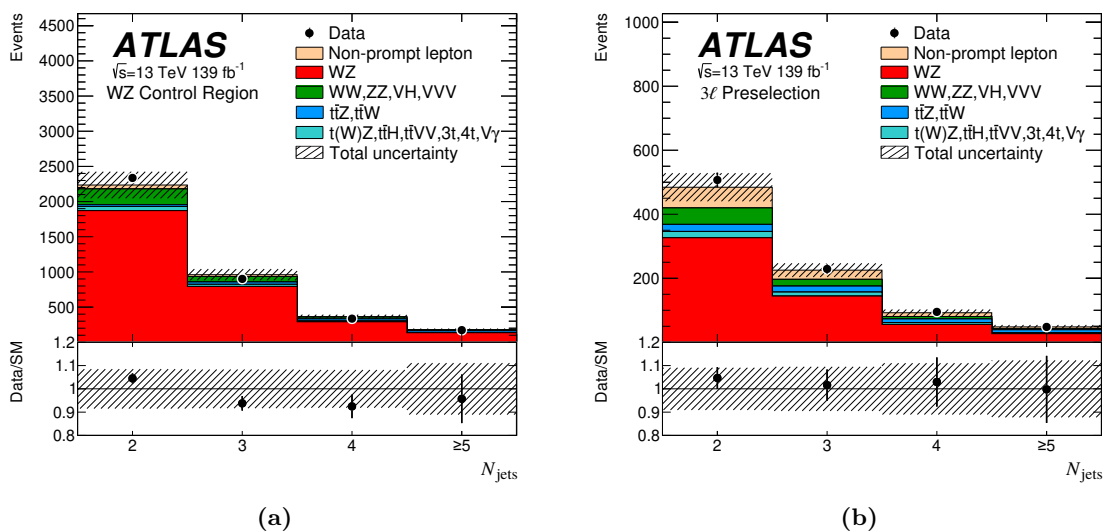 Events
4500
4000
3500
3000
2500
2000
1500
1000
500
ATLAS
√s=13 TeV 139 fb⁻¹
WZ Control Region
Data
Non-prompt lepton
WZ
WW,ZZ,VH,VVV
tt̄Z,tt̄W
t(W)Z,tt̄H,tt̄VV,3t,4t,Vγ
Total uncertainty
Data/SM
1.2
1.1
1
0.9
0.8
2 3 4 ≥5
N_jets
(a)
Events
1000
800
600
400
200
ATLAS
√s=13 TeV 139 fb⁻¹
3ℓ Preselection
Data
Non-prompt lepton
WZ
WW,ZZ,VH,VVV
tt̄Z,tt̄W
t(W)Z,tt̄H,tt̄VV,3t,4t,Vγ
Total uncertainty
Data/SM
1.2
1.1
1
0.9
0.8
2 3 4 ≥5
N_jets
(b)